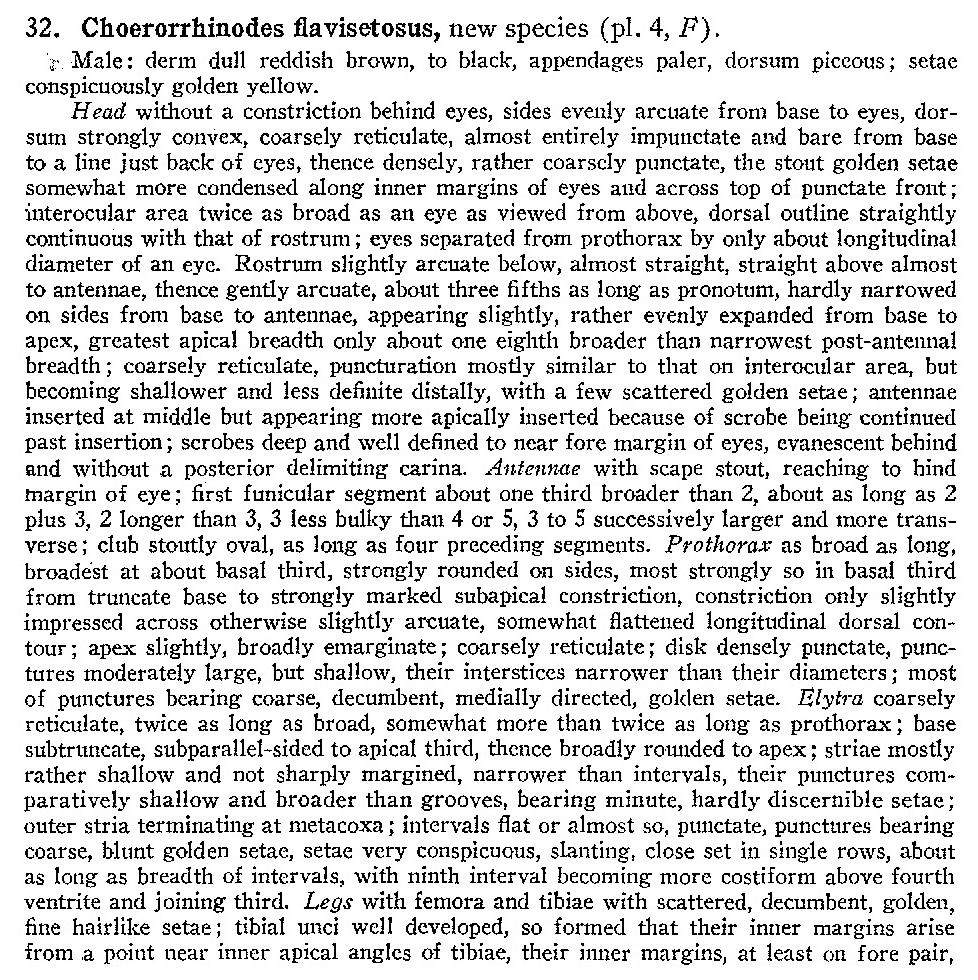 32. Choerorrhinodes flavisetosus, new species (pl. 4, F).
Male: derm dull reddish brown, to black, appendages paler, dorsum piceous; setae
conspicuously golden yellow.
Head without a constriction behind eyes, sides evenly arcuate from base to eyes, dor-
sum strongly convex, coarsely reticulate, almost entirely impunctate and bare from base
to a line just back of eyes, thence densely, rather coarsely punctate, the stout golden setae
somewhat more condensed along inner margins of eyes and across top of punctate front;
interocular area twice as broad as an eye as viewed from above, dorsal outline straightly
continuous with that of rostrum; eyes separated from prothorax by only about longitudinal
diameter of an eye. Rostrum slightly arcuate below, almost straight, straight above almost
to antennae, thence gently arcuate, about three fifths as long as pronotum, hardly narrowed
on sides from base to antennae, appearing slightly, rather evenly expanded from base to
apex, greatest apical breadth only about one eighth broader than narrowest post-antennal
breadth; coarsely reticulate, puncturation mostly similar to that on interocular area, but
becoming shallower and less definite distally, with a few scattered golden setae; antennae
inserted at middle but appearing more apically inserted because of scrobe being continued
past insertion; scrobes deep and well defined to near fore margin of eyes, evanescent behind
and without a posterior delimiting carina. Antennae with scape stout, reaching to hind
margin of eye; first funicular segment about one third broader than 2, about as long as 2
plus 3, 2 longer than 3, 3 less bulky than 4 or 5, 3 to 5 successively larger and more trans-
verse; club stoutly oval, as long as four preceding segments. Prothorax as broad as long,
broadest at about basal third, strongly rounded on sides, most strongly so in basal third
from truncate base to strongly marked subapical constriction, constriction only slightly
impressed across otherwise slightly arcuate, somewhat flattened longitudinal dorsal con-
tour; apex slightly, broadly emarginate; coarsely reticulate; disk densely punctate, punc-
tures moderately large, but shallow, their interstices narrower than their diameters; most
of punctures bearing coarse, decumbent, medially directed, golden setae. Elytra coarsely
reticulate, twice as long as broad, somewhat more than twice as long as prothorax; base
subtruncate, subparallel-sided to apical third, thence broadly rounded to apex; striae mostly
rather shallow and not sharply margined, narrower than intervals, their punctures com-
paratively shallow and broader than grooves, bearing minute, hardly discernible setae;
outer stria terminating at metacoxa; intervals flat or almost so, punctate, punctures bearing
coarse, blunt golden setae, setae very conspicuous, slanting, close set in single rows, about
as long as breadth of intervals, with ninth interval becoming more costiform above fourth
ventrite and joining third. Legs with femora and tibiae with scattered, decumbent, golden,
fine hairlike setae; tibial unci well developed, so formed that their inner margins arise
from a point near inner apical angles of tibiae, their inner margins, at least on fore pair,